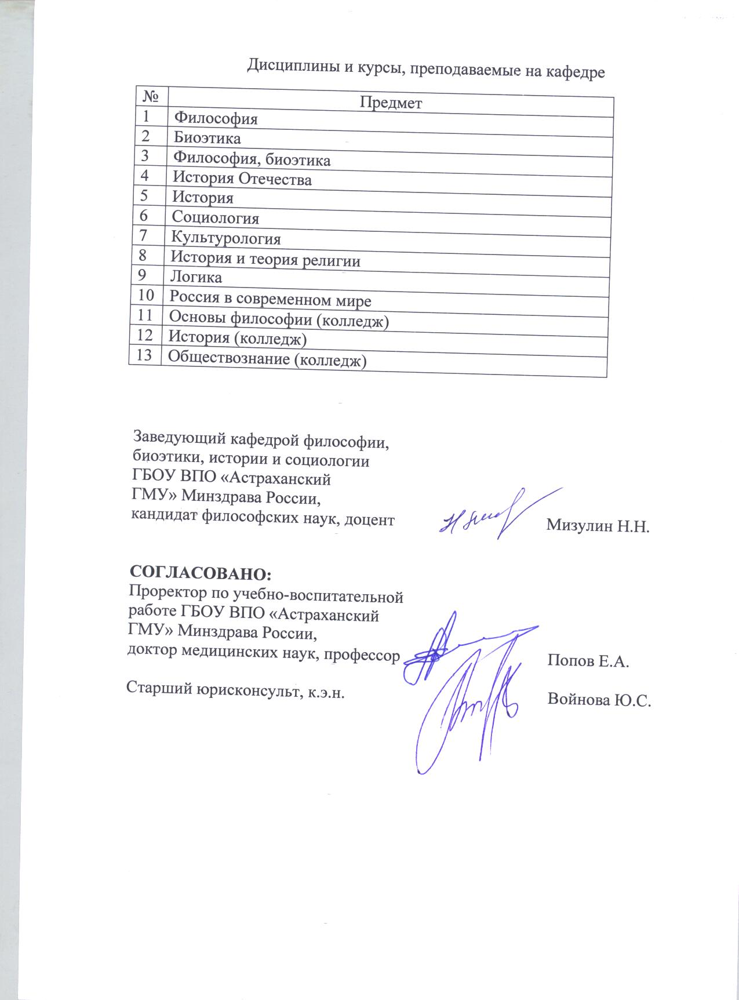 Дисциплины и курсы, преподаваемые на кафедре
№ Предмет
1 Философия
2 Биоэтика
3 Философия, биоэтика
4 История Отечества
5 История
6 Социология
7 Культурология
8 История и теория религии
9 Логика
10 Россия в современном мире
11 Основы философии (колледж)
12 История (колледж)
13 Обществознание (колледж)
Заведующий кафедрой философии,
биоэтики, истории и социологии
ГБОУ ВПО «Астраханский
ГМУ» Минздрава России,
кандидат философских наук, доцент Мизулин Н.Н.
СОГЛАСОВАНО:
Проректор по учебно-воспитательной
работе ГБОУ ВПО «Астраханский
ГМУ» Минздрава России,
доктор медицинских наук, профессор Попов Е.А.
Старший юрисконсульт, к.э.н. Войнова Ю.С.